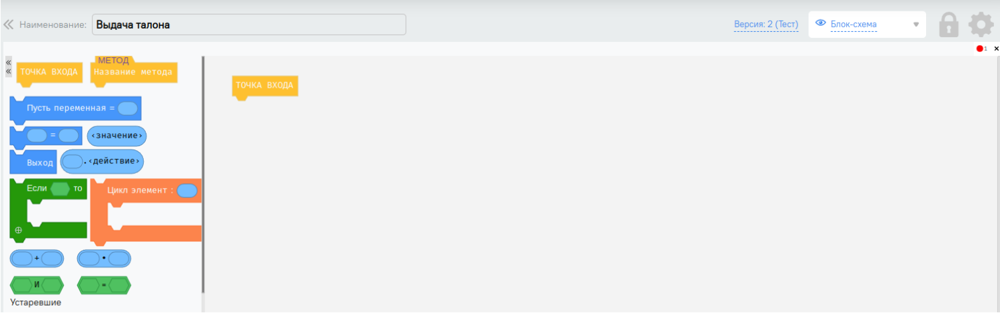 Наименование: Выдача талона
Версия: 2 (Тест)
Блок-схема
1 ×
ТОЧКА ВХОДА
МЕТОД
Название метода
ТОЧКА ВХОДА
Пусть переменная =
=
‹значение›
Выход
.‹действие›
Если то
Цикл элемент :
+
•
И
=
Устаревшие